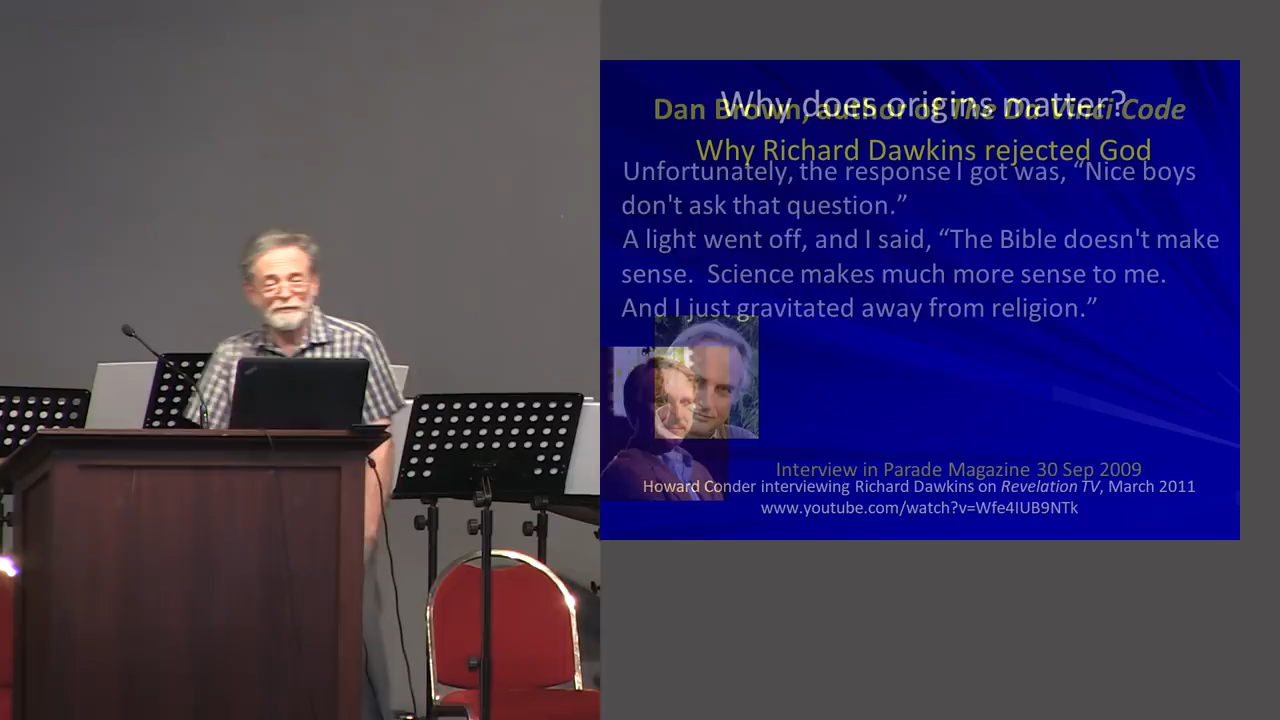 Why does origins matter?
Dan Brown, author of The Da Vinci Code
Why Richard Dawkins rejected God
Unfortunately, the response I got was, “Nice boys
don't ask that question.”
A light went off, and I said, “The Bible doesn't make
sense.  Science makes much more sense to me.
And I just gravitated away from religion.”
Interview in Parade Magazine 30 Sep 2009
Howard Conder interviewing Richard Dawkins on Revelation TV, March 2011
www.youtube.com/watch?v=Wfe4IUB9NTk